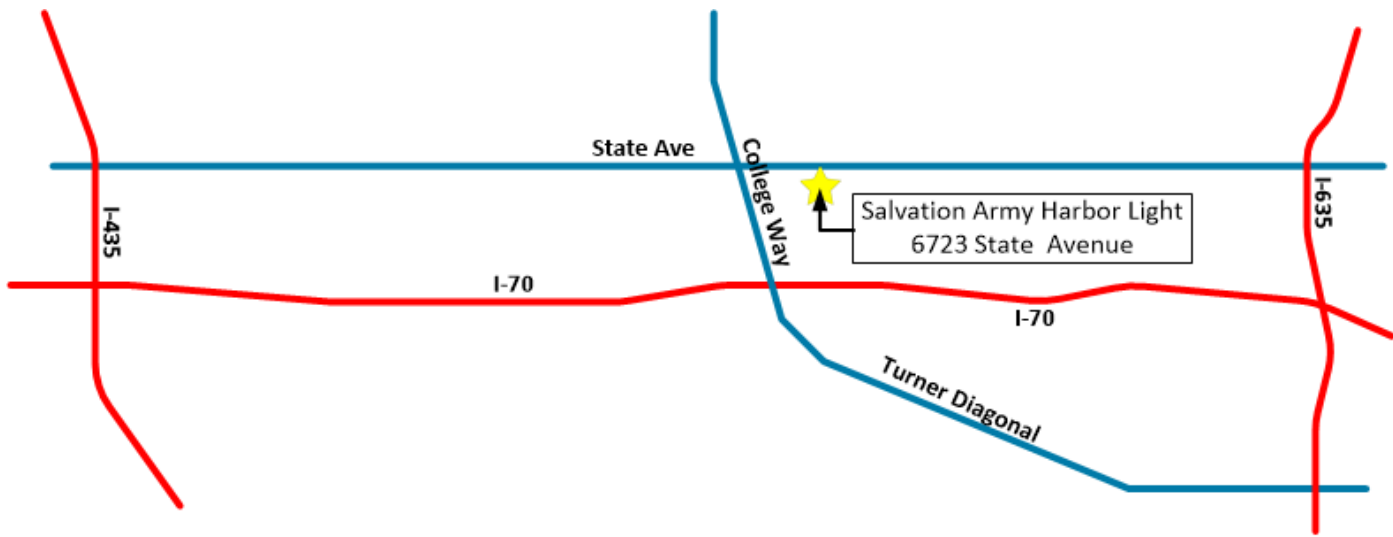 State Ave
College Way
I-435
I-635
Salvation Army Harbor Light
6723 State Avenue
I-70
I-70
Turner Diagonal